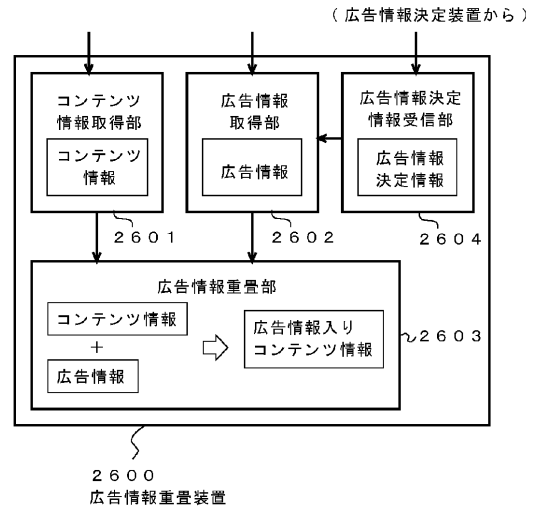 （広告情報決定装置から）
コンテンツ
情報取得部
コンテンツ
情報
2601
広告情報
取得部
広告情報
2602
広告情報決定
情報受信部
広告情報
決定情報
2604
広告情報重畳部
コンテンツ情報
＋
広告情報
広告情報入り
コンテンツ情報
2603
2600
広告情報重畳装置